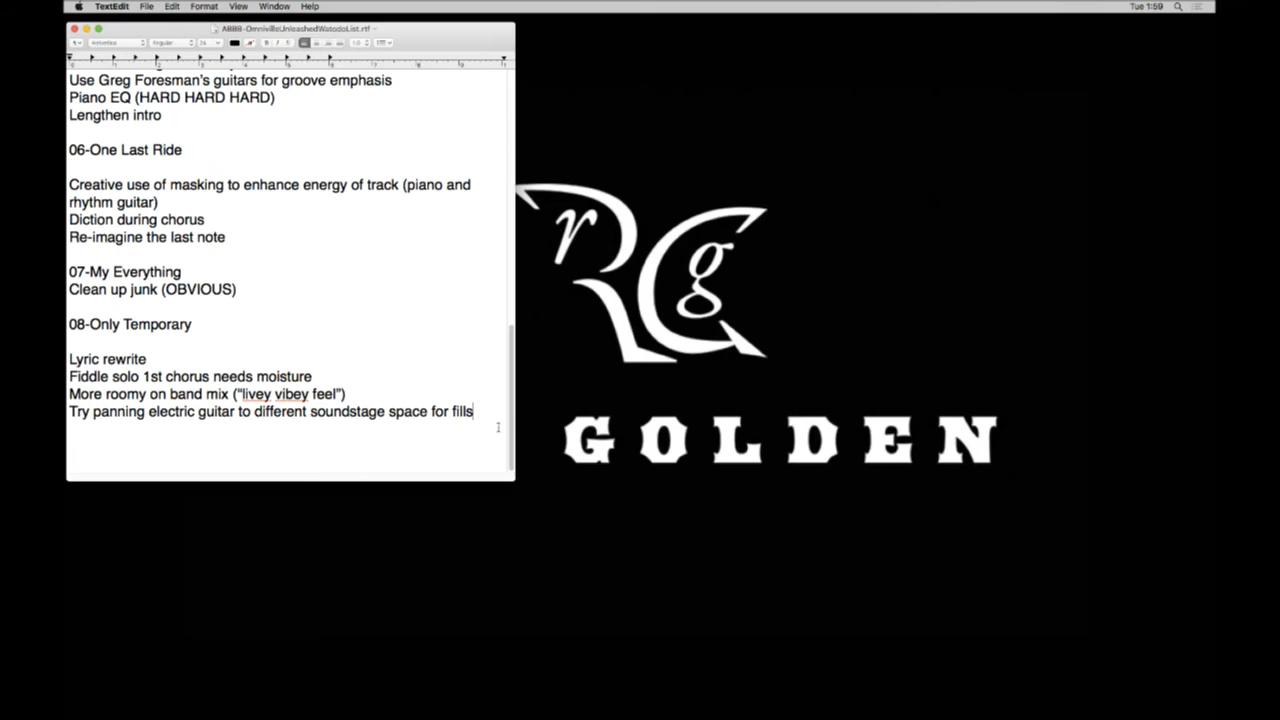 TextEdit File Edit Format View Window Help Tue 1:59
Helvetica Regular
Use Greg Foresman's guitars for groove emphasis
Piano EQ (HARD HARD HARD)
Lengthen intro
06-One Last Ride
Creative use of masking to enhance energy of track (piano and
rhythm guitar)
Diction during chorus
Re-imagine the last note
07-My Everything
Clean up junk (OBVIOUS)
08-Only Temporary
Lyric rewrite
Fiddle solo 1st chorus needs moisture
More roomy on band mix (“livey vibey feel”)
Try panning electric guitar to different soundstage space for fills
r g
GOLDEN